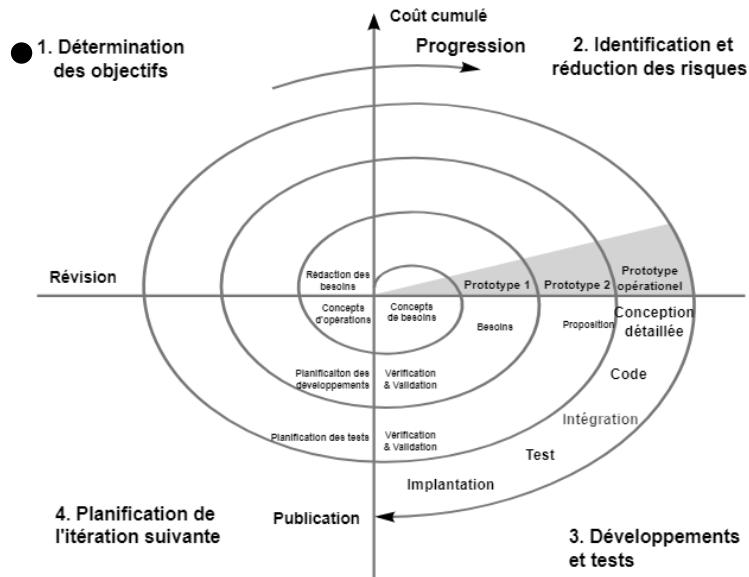 Coût cumulé
Progression
1. Détermination
des objectifs
2. Identification et
réduction des risques
Révision
Rédaction des
besoins
Prototype 1
Prototype 2
Prototype
opérationel
Concepts
d'opérations
Concepts
de besoins
Besoins
Proposition
Conception
détaillée
Planificaiton des
développements
Vérification
& Validation
Code
Intégration
Planification des tests
Vérification
& Validation
Test
Implantation
4. Planification de
l'itération suivante
Publication
3. Développements
et tests